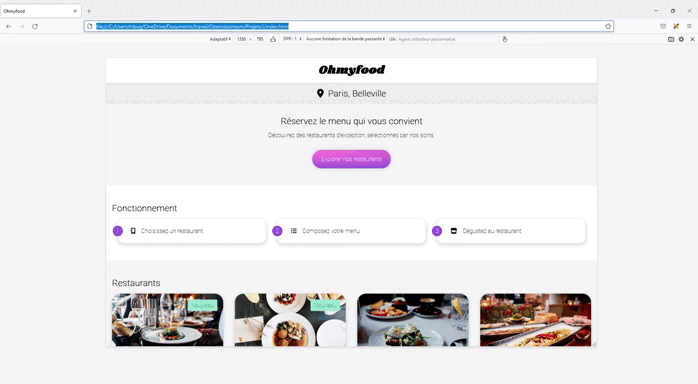 Ohmyfood
file:///C:/Users/nibug/OneDrive/Documents/travail/Openclassroom/Projets3/index.html
Adaptatif 1350 × 785 DPR : 1 Aucune limitation de la bande passante UA: Agent utilisateur personnalisé
Ohmyfood
Paris, Belleville
Réservez le menu qui vous convient
Découvrez des restaurants d'exception, sélectionnés par nos soins.
Explorer nos restaurants
Fonctionnement
1 Choisissez un restaurant
2 Composez votre menu
3 Dégustez au restaurant
Restaurants
Nouveau
Nouveau